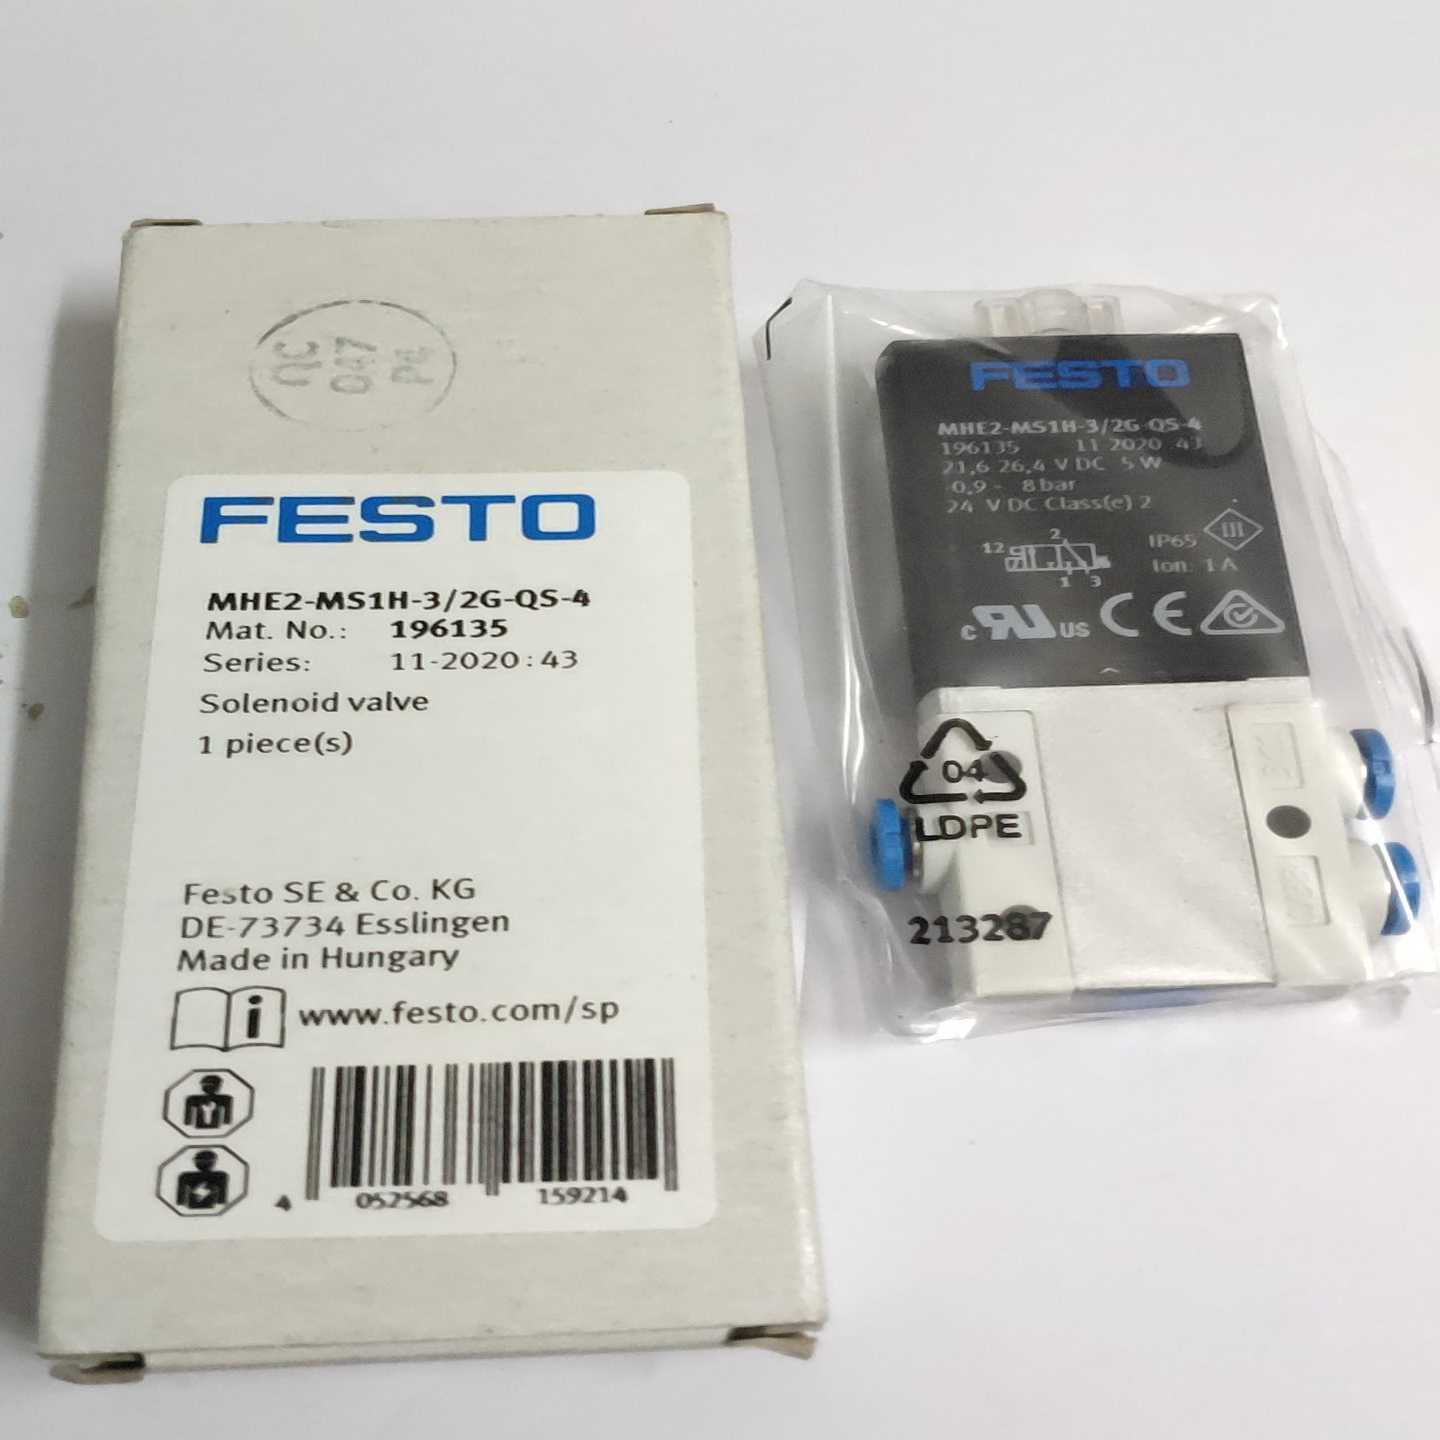 QC
047
P4
FESTO
MHE2-MS1H-3/2G-QS-4
Mat. No.: 196135
Series: 11-2020:43
Solenoid valve
1 piece(s)
Festo SE & Co. KG
DE-73734 Esslingen
Made in Hungary
i www.festo.com/sp
4 052568 159214
FESTO
MHE2-MS1H-3/2G-QS-4
196135 11 2020 43
21,6 26,4 V DC 5 W
-0,9 - 8 bar
24 V DC Class(e) 2
IP65 III
Ion: 1 A
12 2
1 3
c RU US CE
04
LDPE
213287